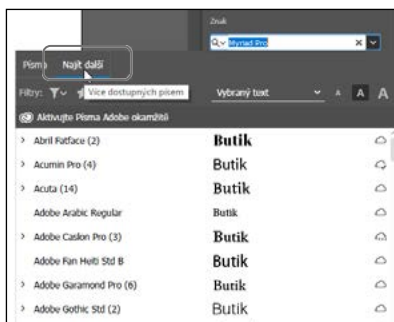 Znak
Myriad Pro
Písma Najít další
Filtry:
Více dostupných písem
Vybraný text
A A A
Aktivujte Písma Adobe okamžitě
Abril Fatface (2) Butik
Acumin Pro (4) Butik
Acuta (14) Butik
Adobe Arabic Regular Butik
Adobe Caslon Pro (3) Butik
Adobe Fan Heiti Std B Butik
Adobe Garamond Pro (6) Butik
Adobe Gothic Std (2) Butik